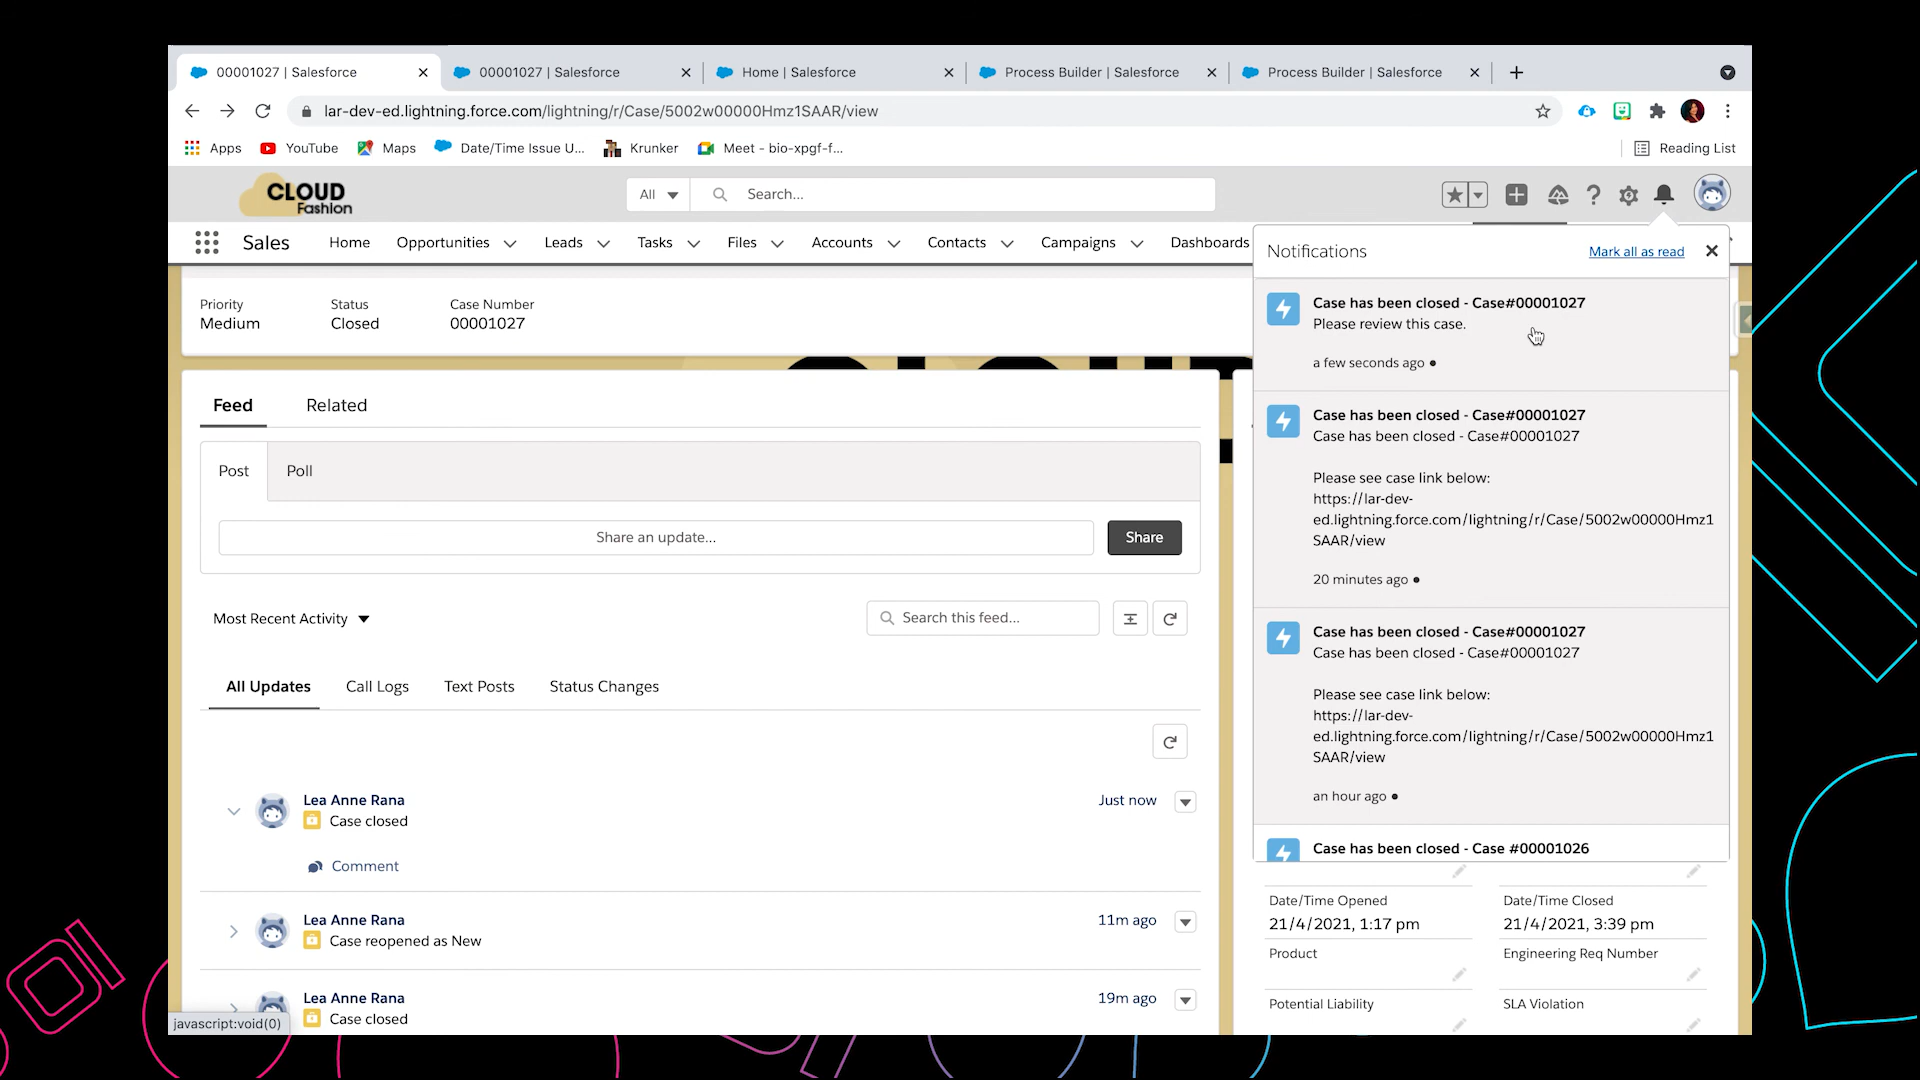 00001027 | Salesforce
00001027 | Salesforce
Home | Salesforce
Process Builder | Salesforce
Process Builder | Salesforce
lar-dev-ed.lightning.force.com/lightning/r/Case/5002w00000Hmz1SAAR/view
Apps
YouTube
Maps
Date/Time Issue U...
Krunker
Meet - bio-xpgf-f...
Reading List
CLOUD
Fashion
All
Search...
Sales
Home
Opportunities
Leads
Tasks
Files
Accounts
Contacts
Campaigns
Dashboards
Notifications
Mark all as read
Priority
Medium
Status
Closed
Case Number
00001027
Case has been closed - Case#00001027
Please review this case.
a few seconds ago
Case has been closed - Case#00001027
Case has been closed - Case#00001027
Please see case link below:
https://lar-dev-
ed.lightning.force.com/lightning/r/Case/5002w00000Hmz1
SAAR/view
20 minutes ago
Case has been closed - Case#00001027
Case has been closed - Case#00001027
Please see case link below:
https://lar-dev-
ed.lightning.force.com/lightning/r/Case/5002w00000Hmz1
SAAR/view
an hour ago
Case has been closed - Case #00001026
Feed
Related
Post
Poll
Share an update...
Share
Most Recent Activity
Search this feed...
All Updates
Call Logs
Text Posts
Status Changes
Lea Anne Rana
Just now
Case closed
Comment
Lea Anne Rana
11m ago
Case reopened as New
Lea Anne Rana
19m ago
Case closed
Date/Time Opened
21/4/2021, 1:17 pm
Date/Time Closed
21/4/2021, 3:39 pm
Product
Engineering Req Number
Potential Liability
SLA Violation
javascript:void(0)